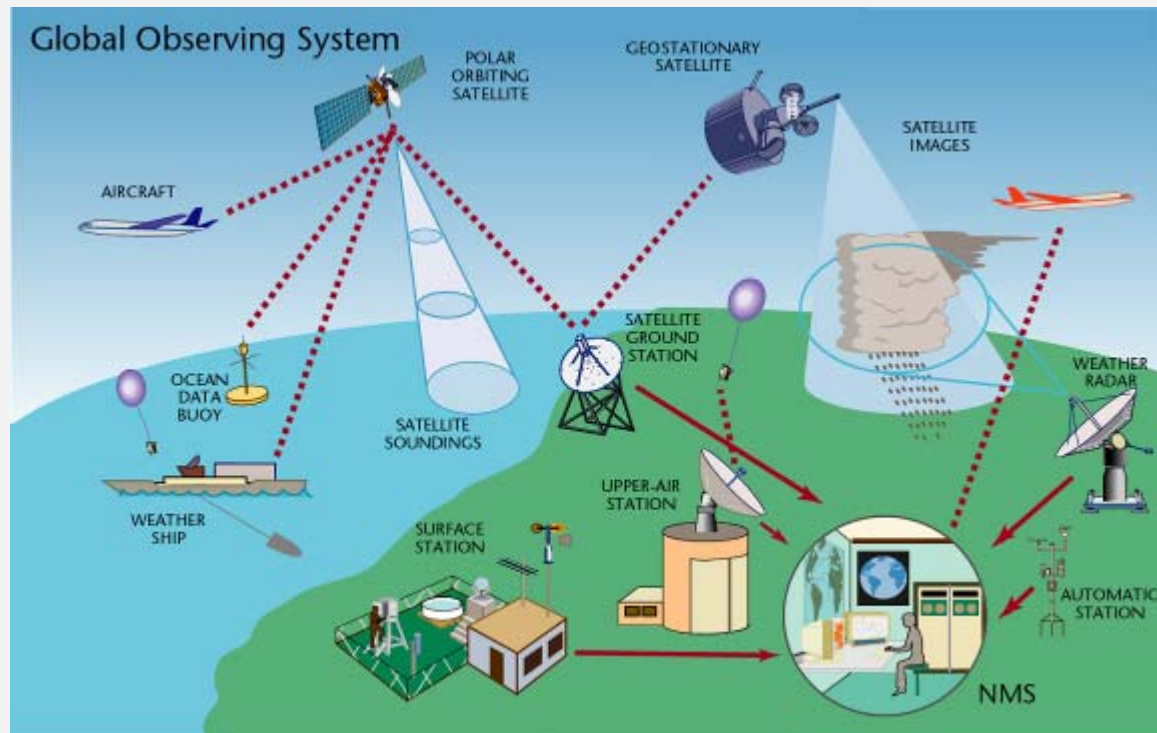 Global Observing System
POLAR
ORBITING
SATELLITE
GEOSTATIONARY
SATELLITE
SATELLITE
IMAGES
AIRCRAFT
OCEAN
DATA
BUOY
SATELLITE
SOUNDINGS
SATELLITE
GROUND
STATION
WEATHER
RADAR
WEATHER
SHIP
UPPER-AIR
STATION
SURFACE
STATION
AUTOMATIC
STATION
NMS